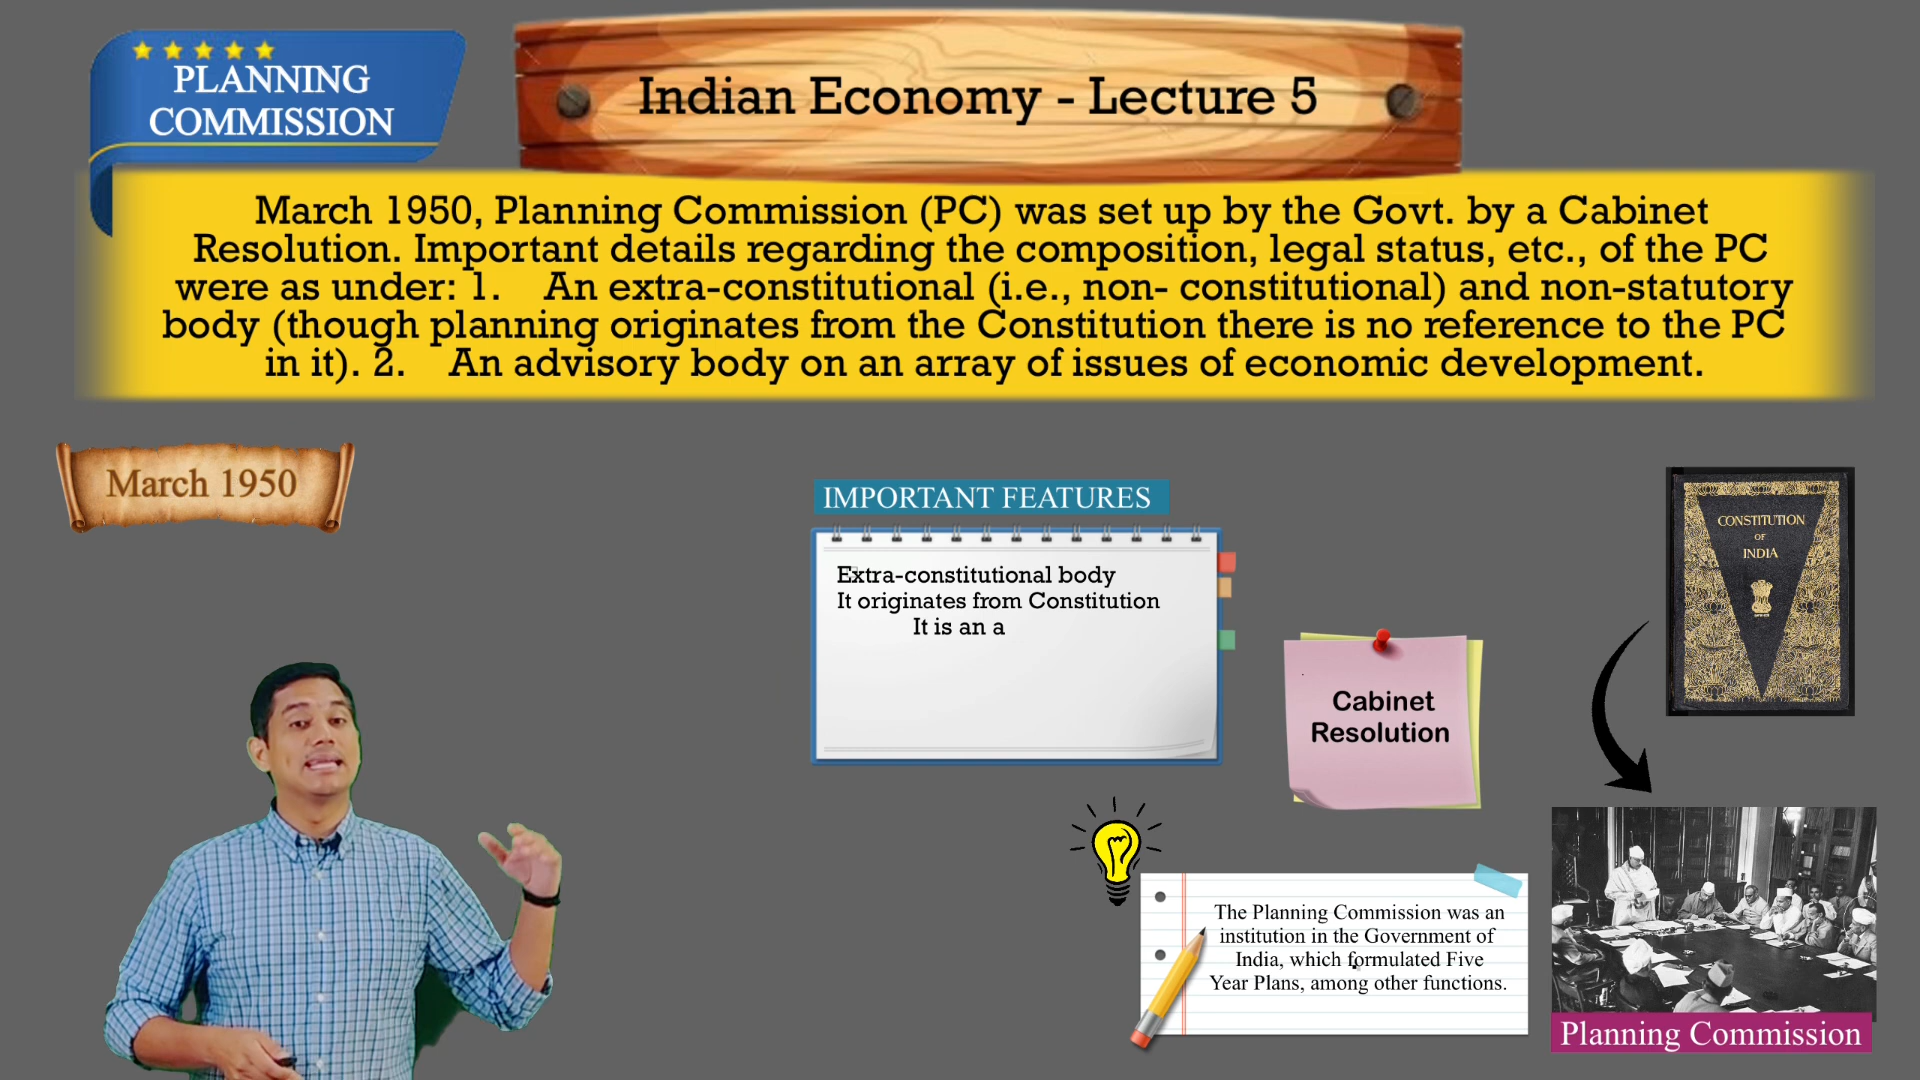 PLANNING
COMMISSION
Indian Economy - Lecture 5
March 1950, Planning Commission (PC) was set up by the Govt. by a Cabinet
Resolution. Important details regarding the composition, legal status, etc., of the PC
were as under: 1. An extra-constitutional (i.e., non- constitutional) and non-statutory
body (though planning originates from the Constitution there is no reference to the PC
in it). 2. An advisory body on an array of issues of economic development.
March 1950
IMPORTANT FEATURES
Extra-constitutional body
It originates from Constitution
It is an a
Cabinet
Resolution
CONSTITUTION
OF
INDIA
The Planning Commission was an
institution in the Government of
India, which formulated Five
Year Plans, among other functions.
Planning Commission